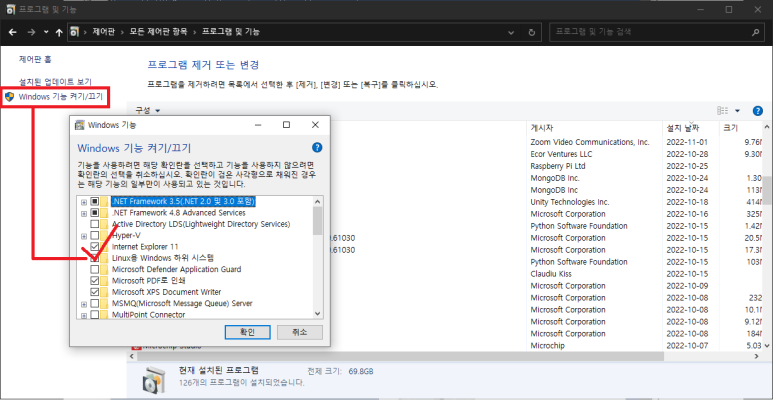 프로그램 및 기능
제어판 > 모든 제어판 항목 > 프로그램 및 기능
프로그램 및 기능 검색
제어판 홈
설치된 업데이트 보기
Windows 기능 켜기/끄기
프로그램 제거 또는 변경
프로그램을 제거하려면 목록에서 선택한 후 [제거], [변경] 또는 [복구]를 클릭하십시오.
구성
게시자 설치 날짜 크기
Zoom Video Communications, Inc. 2022-11-01 9.76M
Ecor Ventures LLC 2022-10-28 9.30M
Raspberry Pi Ltd 2022-10-25
MongoDB Inc. 2022-10-24 1.30
MongoDB Inc 2022-10-24 113M
Unity Technologies Inc. 2022-10-18 414M
Microsoft Corporation 2022-10-16 325M
Python Software Foundation 2022-10-15 1.42M
.61030 Microsoft Corporation 2022-10-15 20.5M
.61030 Microsoft Corporation 2022-10-15 17.3M
Python Software Foundation 2022-10-15 103M
Claudiu Kiss 2022-10-15
Microsoft Corporation 2022-10-09
Microsoft Corporation 2022-10-08 232
Microsoft Corporation 2022-10-08 10.1M
Microsoft Corporation 2022-10-08 9.12M
Microsoft Corporation 2022-10-08 184M
Microchip Studio Microchip 2022-10-07 5.03
Windows 기능
Windows 기능 켜기/끄기
기능을 사용하려면 해당 확인란을 선택하고 기능을 사용하지 않으려면
확인란의 선택을 취소하십시오. 확인란이 검은 사각형으로 채워진 경우
는 해당 기능의 일부만이 사용되고 있는 것입니다.
.NET Framework 3.5(.NET 2.0 및 3.0 포함)
.NET Framework 4.8 Advanced Services
Active Directory LDS(Lightweight Directory Services)
Hyper-V
Internet Explorer 11
Linux용 Windows 하위 시스템
Microsoft Defender Application Guard
Microsoft PDF로 인쇄
Microsoft XPS Document Writer
MSMQ(Microsoft Message Queue) Server
MultiPoint Connector
확인
취소
현재 설치된 프로그램 전체 크기: 69.8GB
126개의 프로그램이 설치되었습니다.